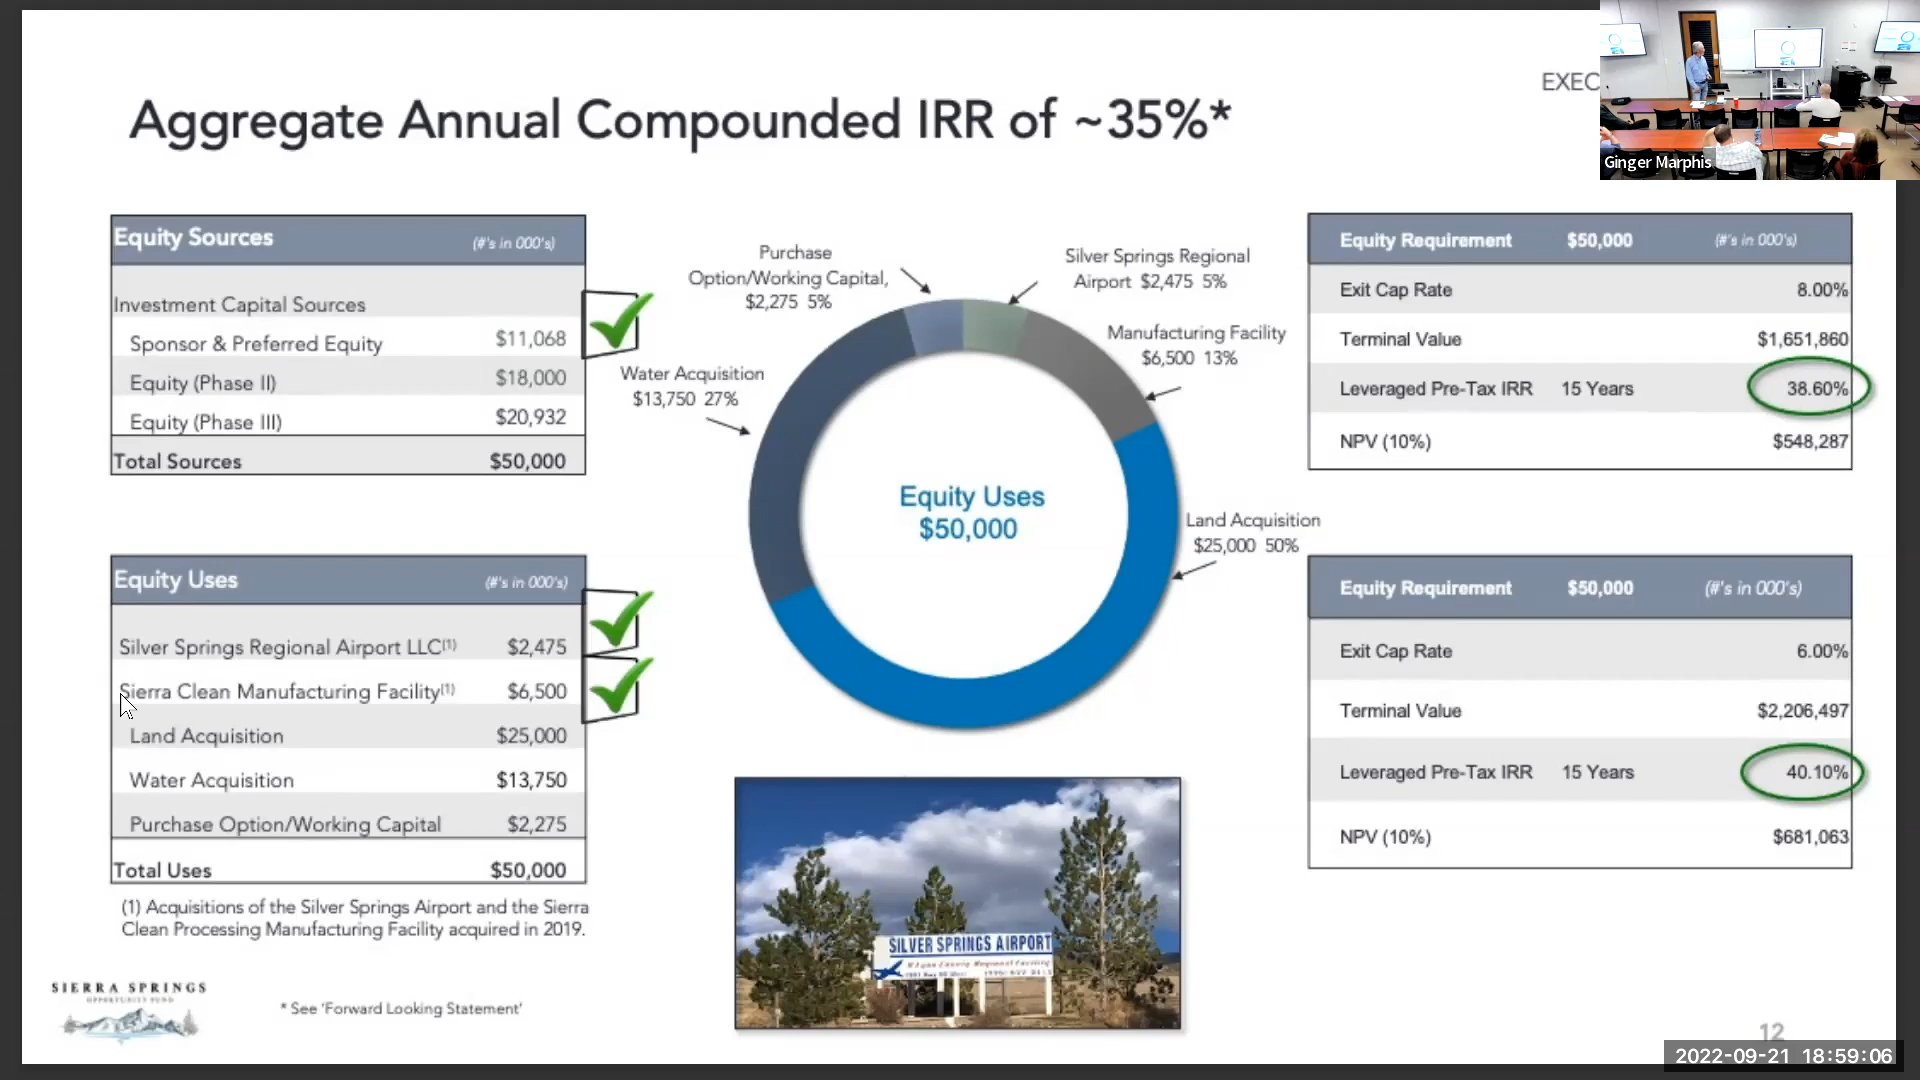 EXEC
Aggregate Annual Compounded IRR of ~35%*
Ginger Marphis
Equity Sources (#'s in 000's)
Investment Capital Sources
Sponsor & Preferred Equity $11,068
Equity (Phase II) $18,000
Equity (Phase III) $20,932
Total Sources $50,000
Equity Uses (#'s in 000's)
Silver Springs Regional Airport LLC(1) $2,475
Sierra Clean Manufacturing Facility(1) $6,500
Land Acquisition $25,000
Water Acquisition $13,750
Purchase Option/Working Capital $2,275
Total Uses $50,000
(1) Acquisitions of the Silver Springs Airport and the Sierra
Clean Processing Manufacturing Facility acquired in 2019.
SIERRA SPRINGS
OPPORTUNITY FUND
* See 'Forward Looking Statement'
Purchase
Option/Working Capital,
$2,275 5%
Silver Springs Regional
Airport $2,475 5%
Manufacturing Facility
$6,500 13%
Water Acquisition
$13,750 27%
Equity Uses
$50,000
Land Acquisition
$25,000 50%
SILVER SPRINGS AIRPORT
Equity Requirement $50,000 (#'s in 000's)
Exit Cap Rate 8.00%
Terminal Value $1,651,860
Leveraged Pre-Tax IRR 15 Years 38.60%
NPV (10%) $548,287
Equity Requirement $50,000 (#'s in 000's)
Exit Cap Rate 6.00%
Terminal Value $2,206,497
Leveraged Pre-Tax IRR 15 Years 40.10%
NPV (10%) $681,063
12
2022-09-21 18:59:06